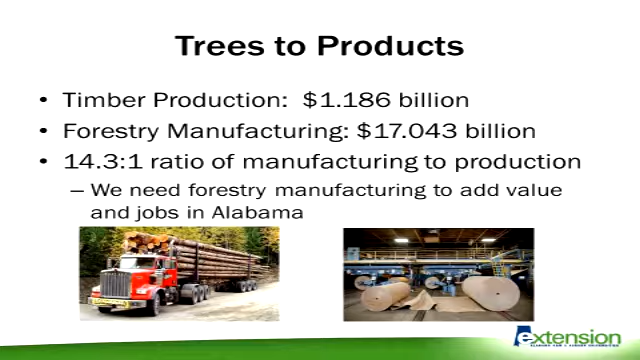 Trees to Products
• Timber Production: $1.186 billion
• Forestry Manufacturing: $17.043 billion
• 14.3:1 ratio of manufacturing to production
– We need forestry manufacturing to add value
and jobs in Alabama
extension